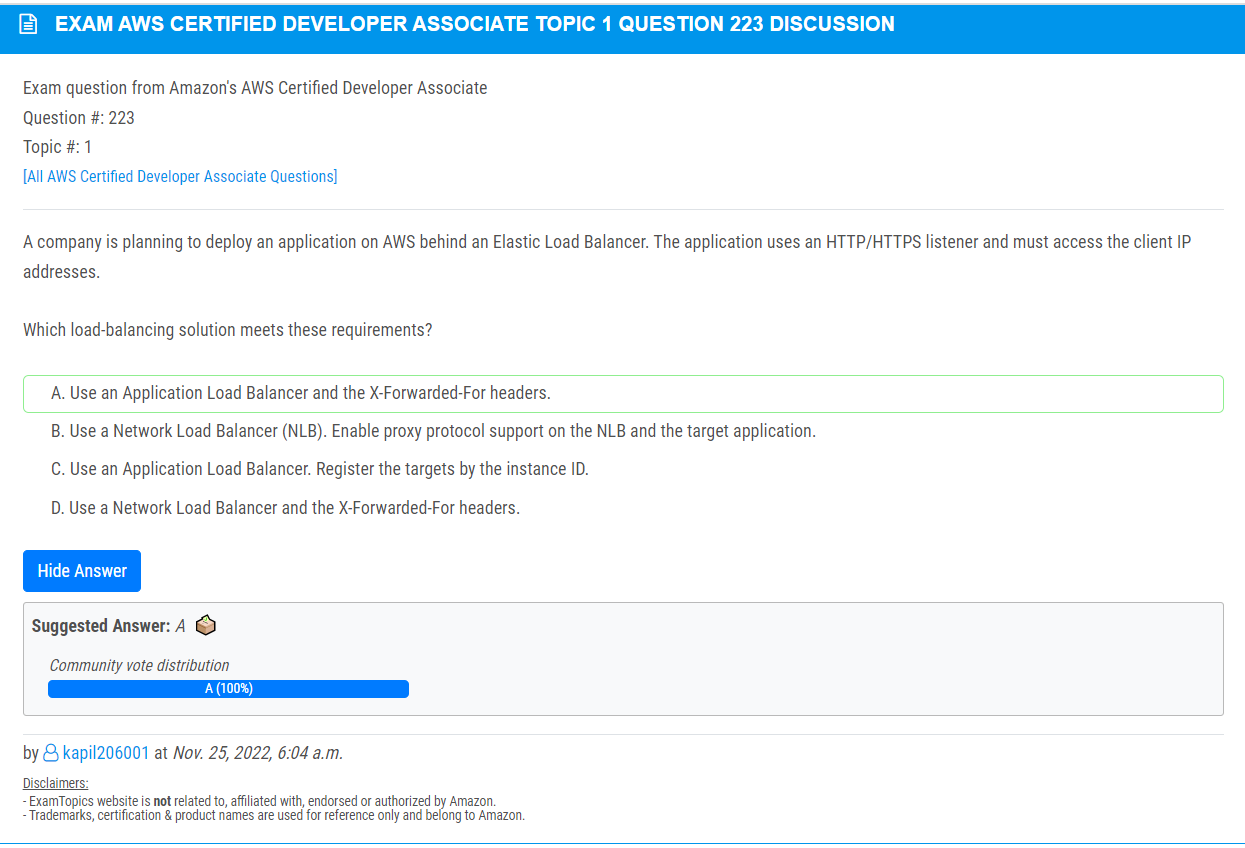 EXAM AWS CERTIFIED DEVELOPER ASSOCIATE TOPIC 1 QUESTION 223 DISCUSSION
Exam question from Amazon's AWS Certified Developer Associate
Question #: 223
Topic #: 1
[All AWS Certified Developer Associate Questions]
A company is planning to deploy an application on AWS behind an Elastic Load Balancer. The application uses an HTTP/HTTPS listener and must access the client IP
addresses.
Which load-balancing solution meets these requirements?
A. Use an Application Load Balancer and the X-Forwarded-For headers.
B. Use a Network Load Balancer (NLB). Enable proxy protocol support on the NLB and the target application.
C. Use an Application Load Balancer. Register the targets by the instance ID.
D. Use a Network Load Balancer and the X-Forwarded-For headers.
Hide Answer
Suggested Answer: A
Community vote distribution
A (100%)
by kapil206001 at Nov. 25, 2022, 6:04 a.m.
Disclaimers:
- ExamTopics website is not related to, affiliated with, endorsed or authorized by Amazon.
- Trademarks, certification & product names are used for reference only and belong to Amazon.